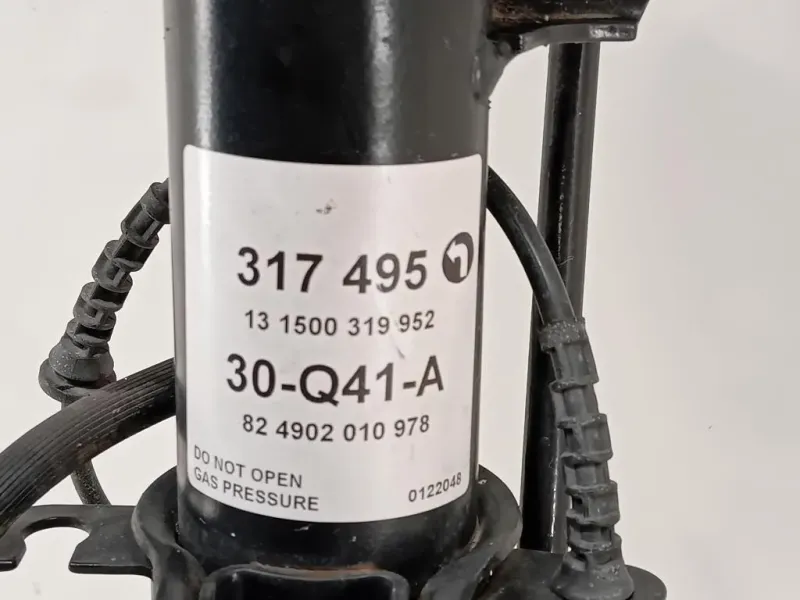 317 495
13 1500 319 952
30-Q41-A
82 4902 010 978
DO NOT OPEN
GAS PRESSURE
0122048